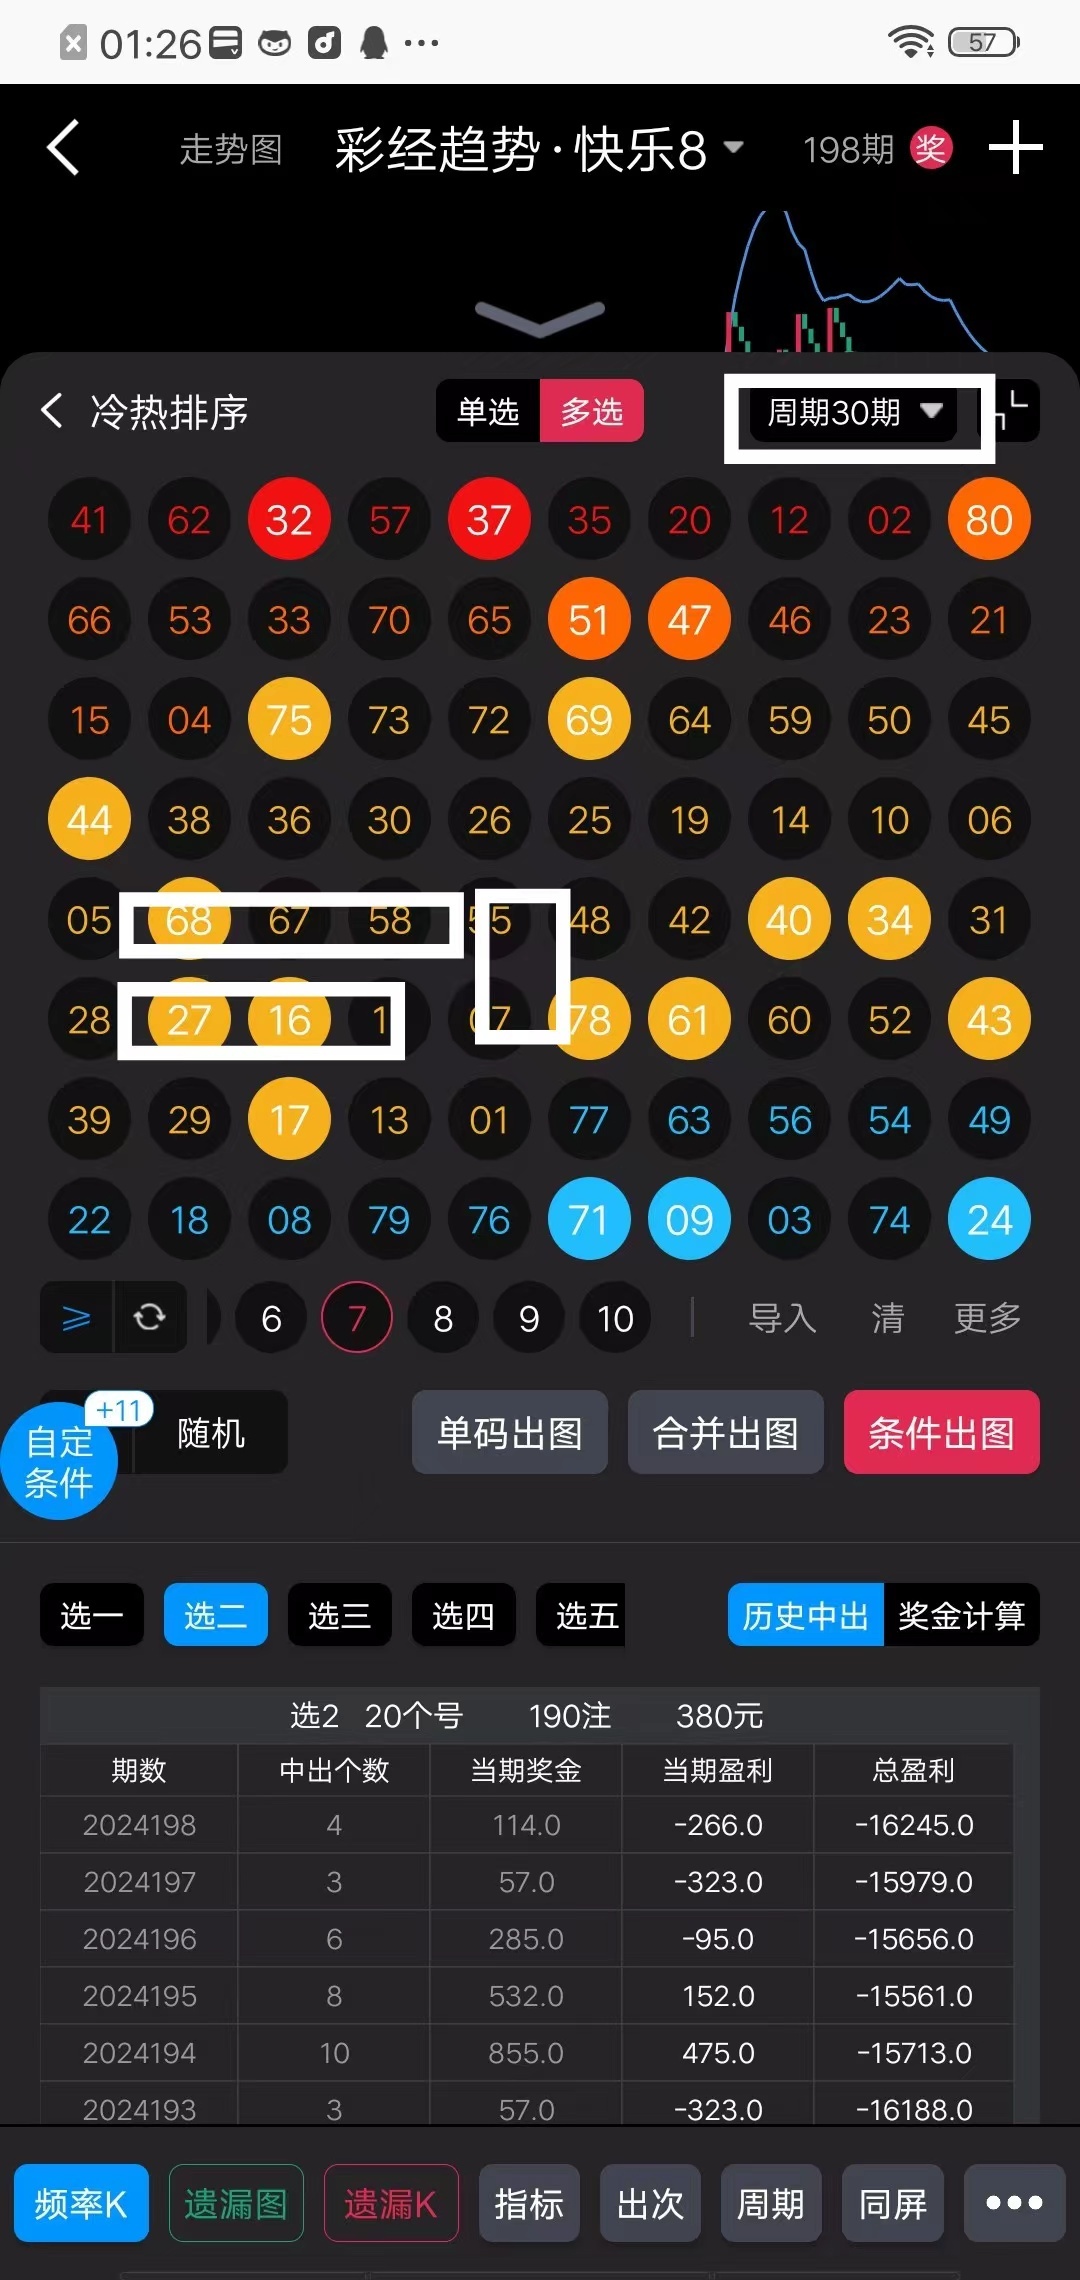 01:26 57
走势图 彩经趋势·快乐8 198期 奖
冷热排序 单选 多选 周期30期
41 62 32 57 37 35 20 12 02 80
66 53 33 70 65 51 47 46 23 21
15 04 75 73 72 69 64 59 50 45
44 38 36 30 26 25 19 14 10 06
05 68 67 58 55 48 42 40 34 31
28 27 16 07 78 61 60 52 43
39 29 17 13 01 77 63 56 54 49
22 18 08 79 76 71 09 03 74 24
≥ 6 7 8 9 10 导入 清 更多
+11
自定
条件
随机 单码出图 合并出图 条件出图
选一 选二 选三 选四 选五 历史中出 奖金计算
选2 20个号 190注 380元
期数 中出个数 当期奖金 当期盈利 总盈利
2024198 4 114.0 -266.0 -16245.0
2024197 3 57.0 -323.0 -15979.0
2024196 6 285.0 -95.0 -15656.0
2024195 8 532.0 152.0 -15561.0
2024194 10 855.0 475.0 -15713.0
2024193 3 57.0 -323.0 -16188.0
频率K 遗漏图 遗漏K 指标 出次 周期 同屏